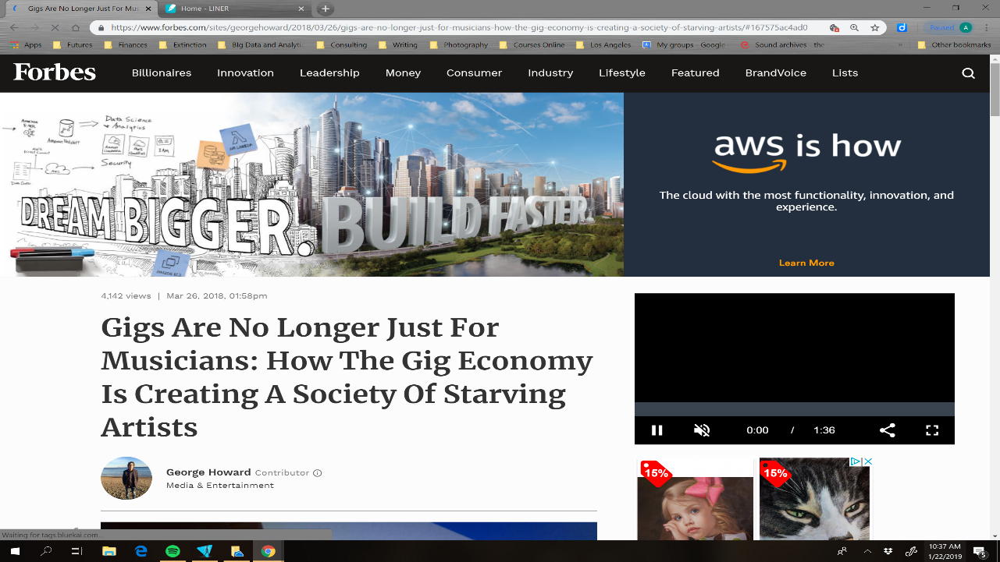 Gigs Are No Longer Just For Mus
Home - LINER
https://www.forbes.com/sites/georgehoward/2018/03/26/gigs-are-no-longer-just-for-musicians-how-the-gig-economy-is-creating-a-society-of-starving-artists/#167575ac4ad0
Paused A
Apps Futures Finances Extinction BIg Data and Analyti Consulting Writing Photography Courses Online Los Angeles My groups - Google Sound archives the » Other bookmarks
Forbes Billionaires Innovation Leadership Money Consumer Industry Lifestyle Featured BrandVoice Lists
Data Science
+ Analytics
Amazon Redshift
IAM
Security
DREAM BIGGER. BUILD FASTER.
aws is how
The cloud with the most functionality, innovation, and
experience.
Learn More
4,142 views | Mar 26, 2018, 01:58pm
Gigs Are No Longer Just For
Musicians: How The Gig Economy
Is Creating A Society Of Starving
Artists
George Howard Contributor
Media & Entertainment
0:00 / 1:36
15%
15%
Waiting for tags.bluekai.com...
10:37 AM
1/22/2019
5